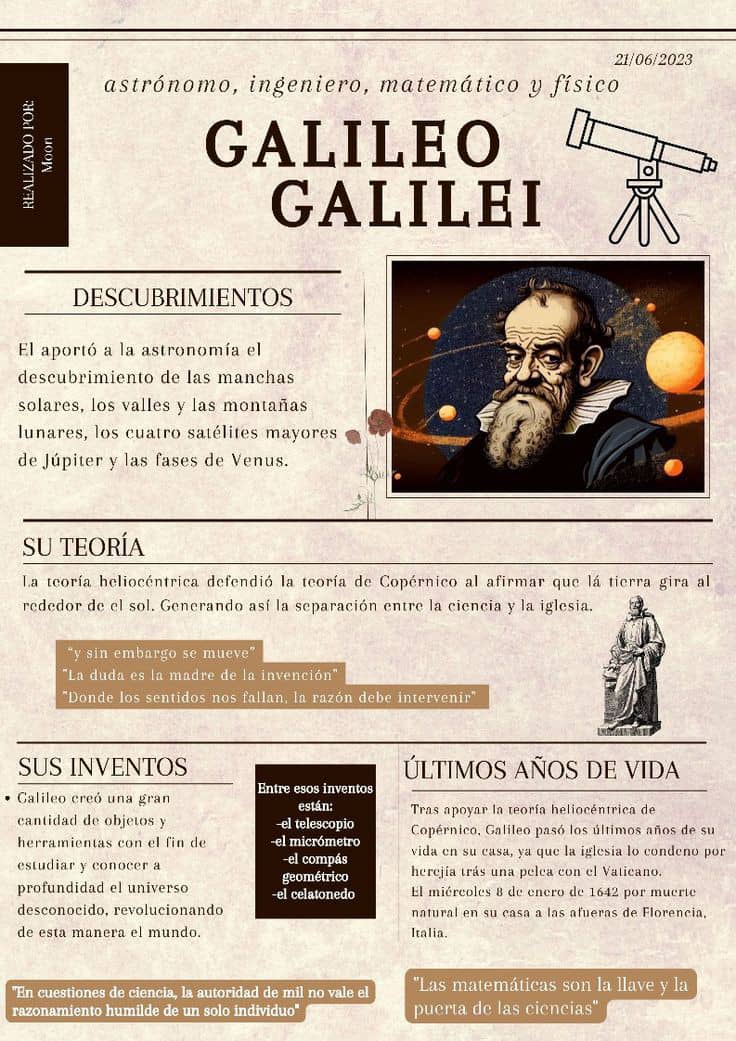 21/06/2023
astrónomo, ingeniero, matemático y físico
REALIZADO POR:
Moon
GALILEO
GALILEI
DESCUBRIMIENTOS
El aportó a la astronomía el
descubrimiento de las manchas
solares, los valles y las montañas
lunares, los cuatro satélites mayores
de Júpiter y las fases de Venus.
SU TEORÍA
La teoría heliocéntrica defendió la teoría de Copérnico al afirmar que lá tierra gira al
rededor de el sol. Generando así la separación entre la ciencia y la iglesia.
"y sin embargo se mueve"
"La duda es la madre de la invención"
"Donde los sentidos nos fallan, la razón debe intervenir"
SUS INVENTOS
• Galileo creó una gran
cantidad de objetos y
herramientas con el fin de
estudiar y conocer a
profundidad el universo
desconocido, revolucionando
de esta manera el mundo.
Entre esos inventos
están:
-el telescopio
-el micrómetro
-el compás
geométrico
-el celatonedo
ÚLTIMOS AÑOS DE VIDA
Tras apoyar la teoría heliocéntrica de
Copérnico, Galileo pasó los últimos años de su
vida en su casa, ya que la iglesia lo condeno por
herejía trás una pelea con el Vaticano.
El miércoles 8 de enero de 1642 por muerte
natural en su casa a las afueras de Florencia,
Italia.
"En cuestiones de ciencia, la autoridad de mil no vale el
razonamiento humilde de un solo individuo"
"Las matemáticas son la llave y la
puerta de las ciencias"